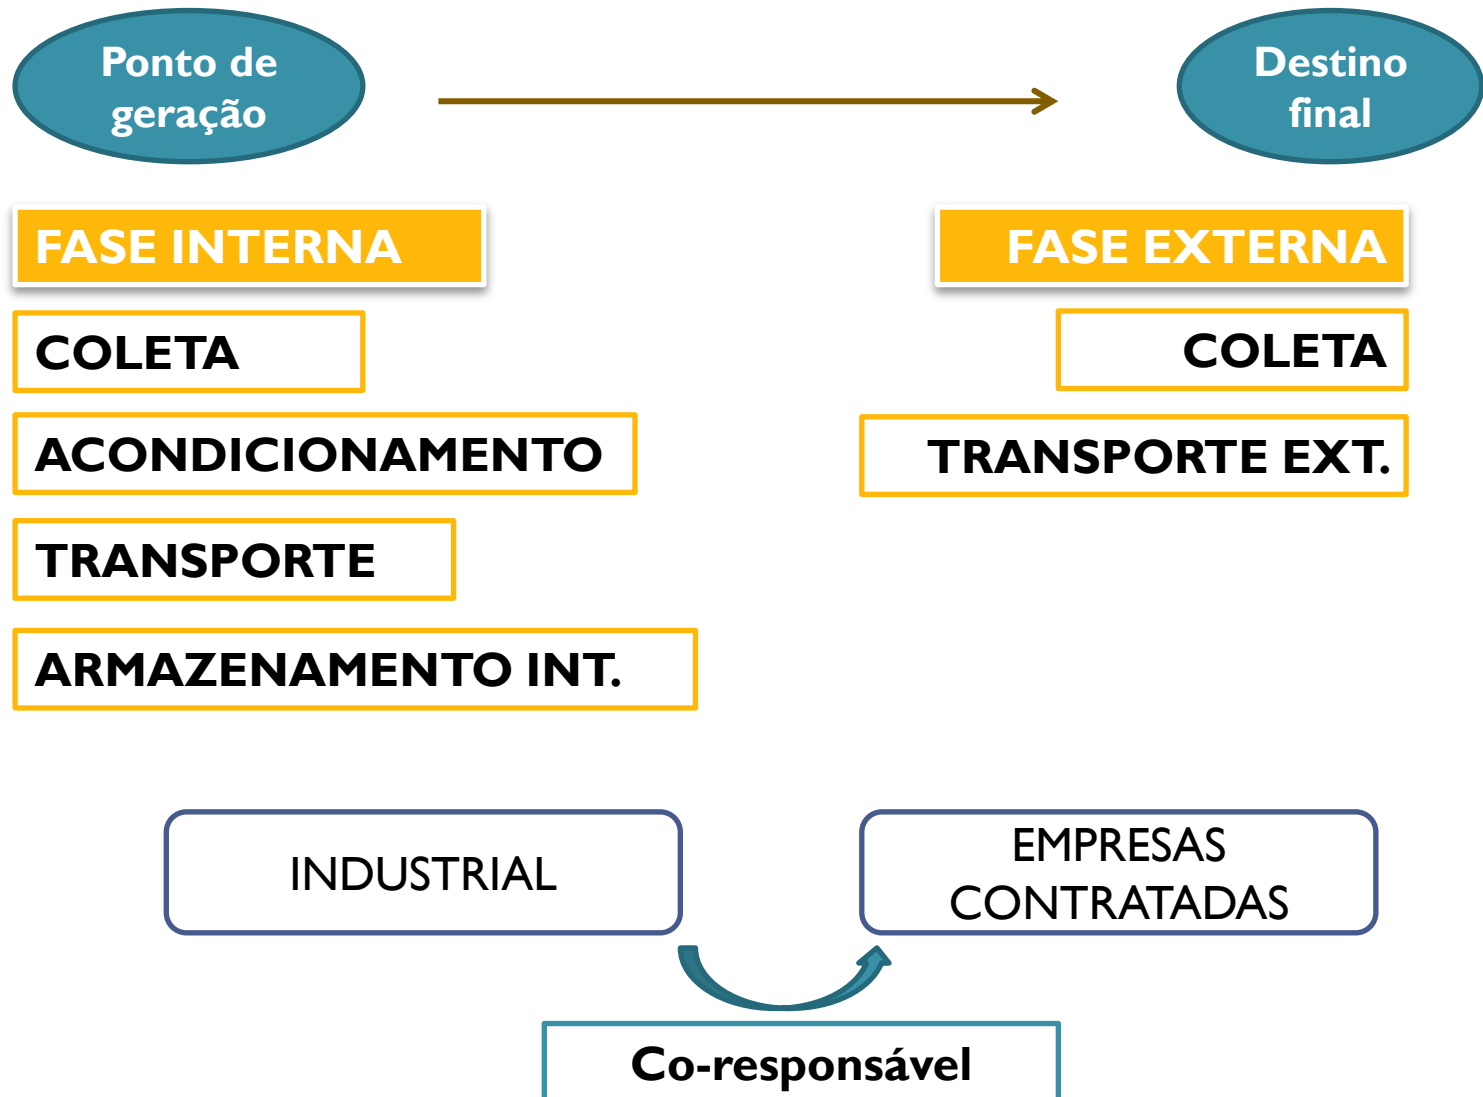 Ponto de
geração
Destino
final
FASE INTERNA
COLETA
ACONDICIONAMENTO
TRANSPORTE
ARMAZENAMENTO INT.
FASE EXTERNA
COLETA
TRANSPORTE EXT.
INDUSTRIAL
EMPRESAS
CONTRATADAS
Co-responsável